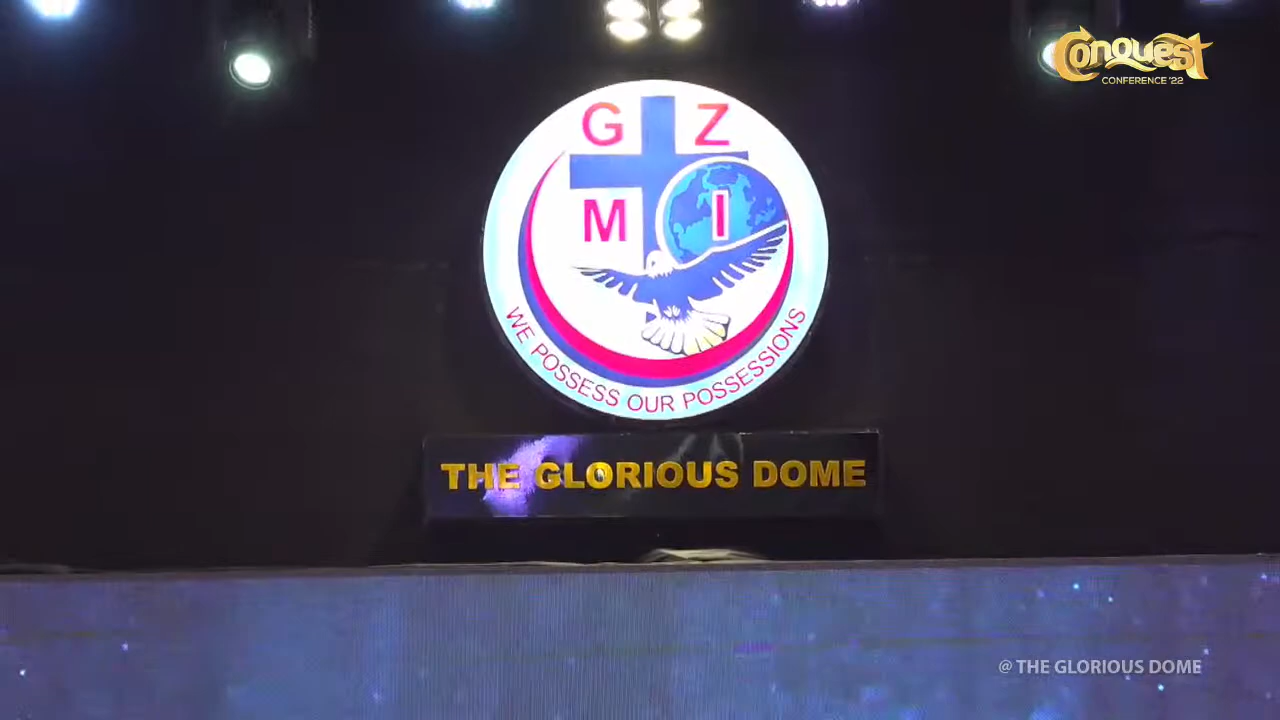 Conquest
CONFERENCE '22
G Z
M I
WE POSSESS OUR POSSESSIONS
THE GLORIOUS DOME
@ THE GLORIOUS DOME